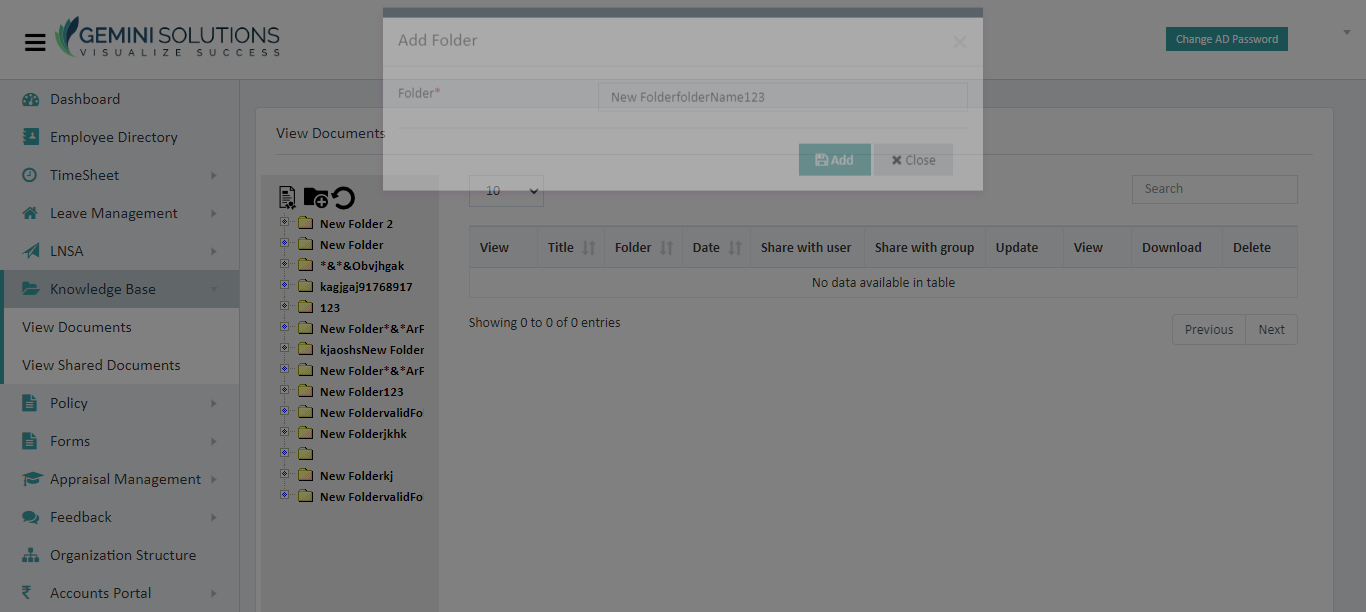 GEMINI SOLUTIONS
VISUALIZE SUCCESS
Add Folder
Change AD Password
Folder*
New FolderfolderName123
Add
Close
Dashboard
Employee Directory
TimeSheet
Leave Management
LNSA
Knowledge Base
View Documents
View Shared Documents
Policy
Forms
Appraisal Management
Feedback
Organization Structure
Accounts Portal
View Documents
New Folder 2
New Folder
*&*&Obvjhgak
kagjgaj91768917
123
New Folder*&*ArF
kjaoshsNew Folder
New Folder*&*ArF
New Folder123
New FoldervalidFo
New Folderjkhk
New Folderkj
New FoldervalidFo
10
Search
View Title Folder Date Share with user Share with group Update View Download Delete
No data available in table
Showing 0 to 0 of 0 entries
Previous Next